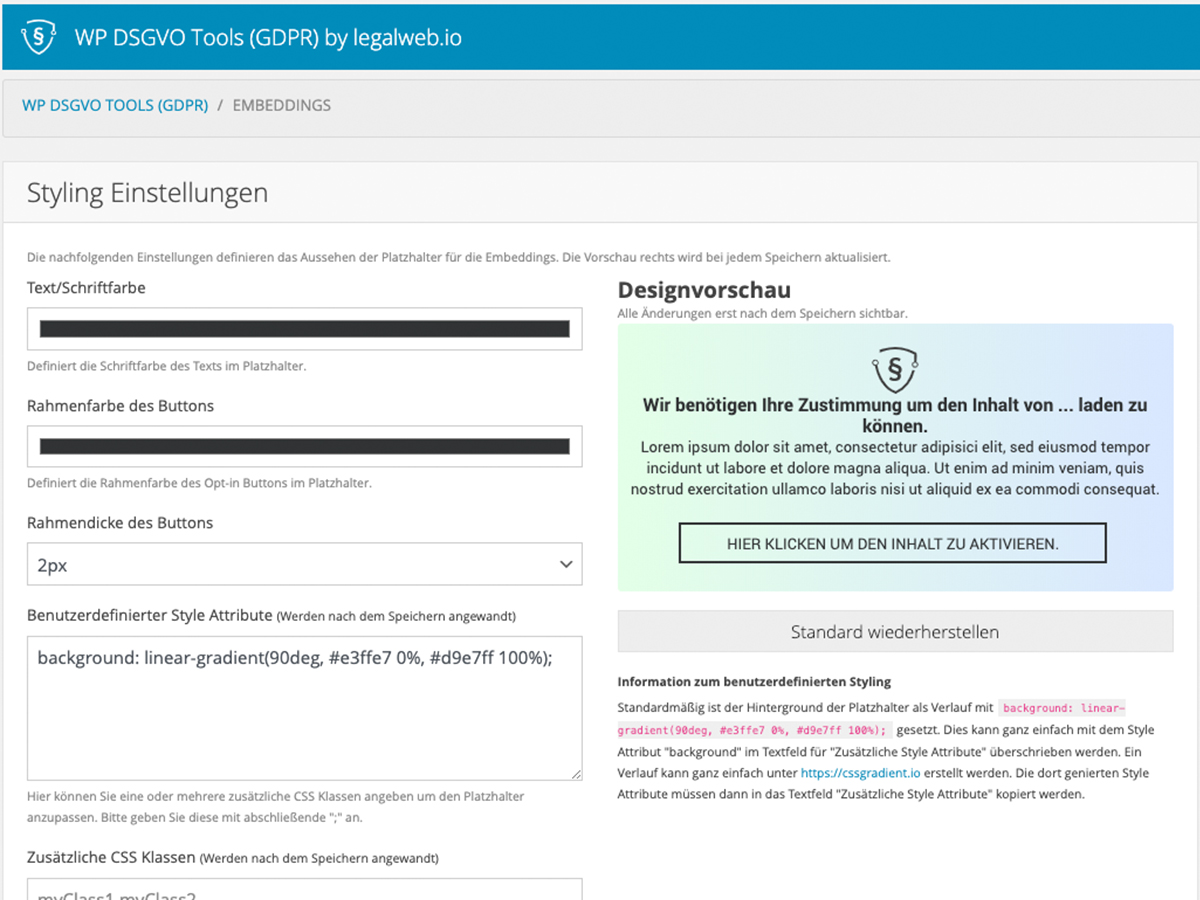 WP DSGVO Tools (GDPR) by legalweb.io
WP DSGVO TOOLS (GDPR) / EMBEDDINGS
Styling Einstellungen
Die nachfolgenden Einstellungen definieren das Aussehen der Platzhalter für die Embeddings. Die Vorschau rechts wird bei jedem Speichern aktualisiert.
Text/Schriftfarbe
Definiert die Schriftfarbe des Texts im Platzhalter.
Rahmenfarbe des Buttons
Definiert die Rahmenfarbe des Opt-in Buttons im Platzhalter.
Rahmendicke des Buttons
2px
Benutzerdefinierter Style Attribute (Werden nach dem Speichern angewandt)
background: linear-gradient(90deg, #e3ffe7 0%, #d9e7ff 100%);
Hier können Sie eine oder mehrere zusätzliche CSS Klassen angeben um den Platzhalter
anzupassen. Bitte geben Sie diese mit abschließende ";" an.
Zusätzliche CSS Klassen (Werden nach dem Speichern angewandt)
myClass1 myClass2
Designvorschau
Alle Änderungen erst nach dem Speichern sichtbar.
§
Wir benötigen Ihre Zustimmung um den Inhalt von ... laden zu
können.
Lorem ipsum dolor sit amet, consectetur adipisici elit, sed eiusmod tempor
incidunt ut labore et dolore magna aliqua. Ut enim ad minim veniam, quis
nostrud exercitation ullamco laboris nisi ut aliquid ex ea commodi consequat.
HIER KLICKEN UM DEN INHALT ZU AKTIVIEREN.
Standard wiederherstellen
Information zum benutzerdefinierten Styling
Standardmäßig ist der Hinterground der Platzhalter als Verlauf mit background: linear-
gradient(90deg, #e3ffe7 0%, #d9e7ff 100%); gesetzt. Dies kann ganz einfach mit dem Style
Attribut "background" im Textfeld für "Zusätzliche Style Attribute" überschrieben werden. Ein
Verlauf kann ganz einfach unter https://cssgradient.io erstellt werden. Die dort genierten Style
Attribute müssen dann in das Textfeld "Zusätzliche Style Attribute" kopiert werden.